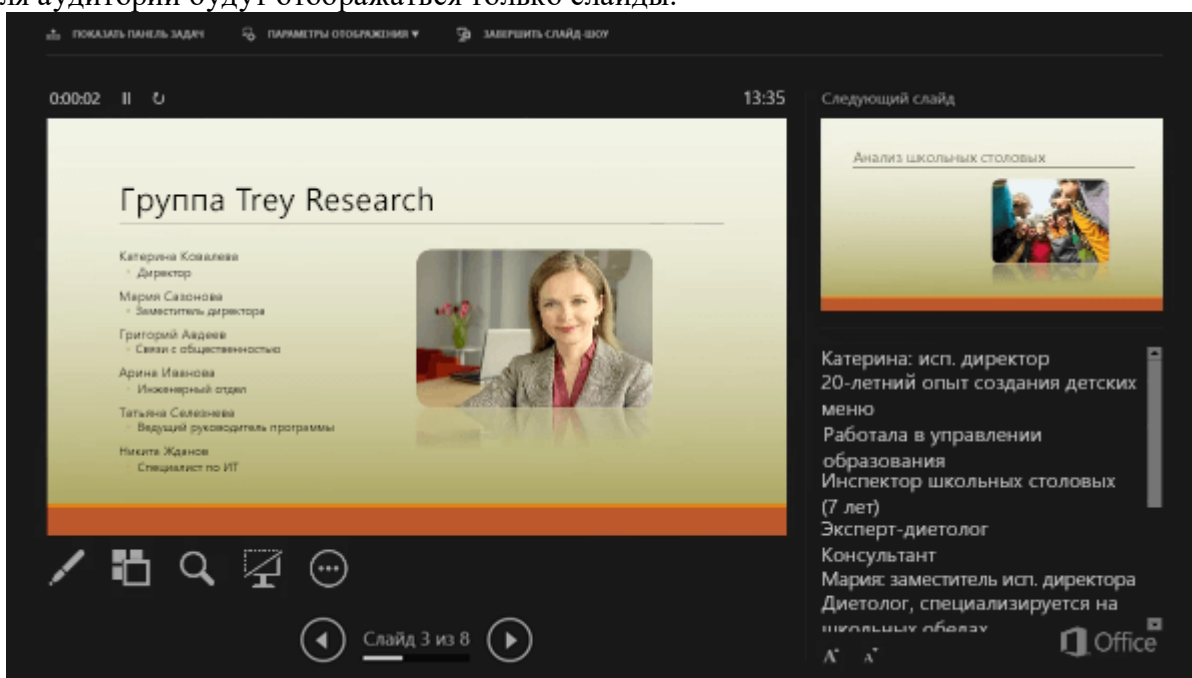 ля аудитории будут отображаться только слайды.
ПОКАЗАТЬ ПАНЕЛЬ ЗАДАЧ ПАРАМЕТРЫ ОТОБРАЖЕНИЯ ▼ ЗАВЕРШИТЬ СЛАЙД-ШОУ
0:00:02 13:35
Группа Trey Research
Катерина Ковалева
Директор
Мария Сазонова
Заместитель директора
Григорий Авдеев
Связи с общественностью
Арина Иванова
Инженерный отдел
Татьяна Селезнева
Ведущий руководитель программы
Никита Жданов
Специалист по ИТ
Слайд 3 из 8
Следующий слайд
Анализ школьных столовых
Катерина: исп. директор
20-летний опыт создания детских
меню
Работала в управлении
образования
Инспектор школьных столовых
(7 лет)
Эксперт-диетолог
Консультант
Мария: заместитель исп. директора
Диетолог, специализируется на
школьных обедах
A A
Office